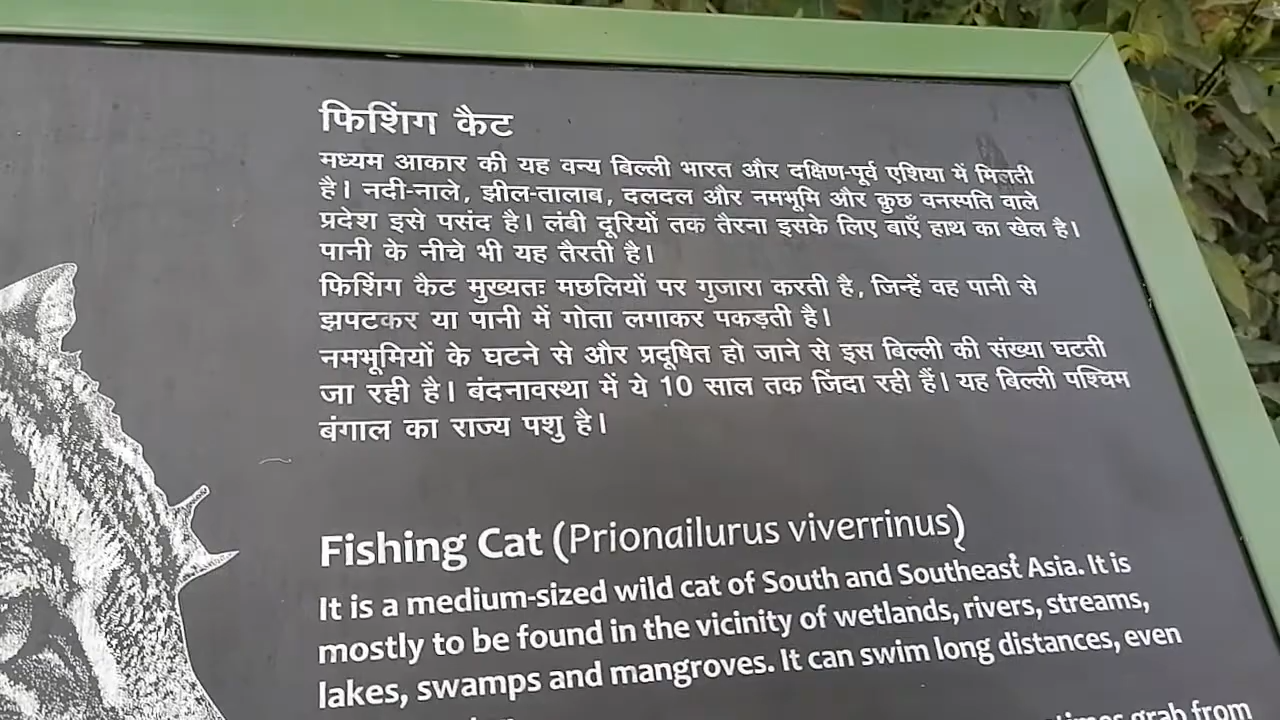 फिशिंग कैट
मध्यम आकार की यह वन्य बिल्ली भारत और दक्षिण-पूर्व एशिया में मिलती
है। नदी-नाले, झील-तालाब, दलदल और नमभूमि और कुछ वनस्पति वाले
प्रदेश इसे पसंद है। लंबी दूरियों तक तैरना इसके लिए बाएँ हाथ का खेल है।
पानी के नीचे भी यह तैरती है।
फिशिंग कैट मुख्यतः मछलियों पर गुजारा करती है, जिन्हें वह पानी से
झपटकर या पानी में गोता लगाकर पकड़ती है।
नमभूमियों के घटने से और प्रदूषित हो जाने से इस बिल्ली की संख्या घटती
जा रही है। बंदनावस्था में ये 10 साल तक जिंदा रही हैं। यह बिल्ली पश्चिम
बंगाल का राज्य पशु है।
Fishing Cat (Prionailurus viverrinus)
It is a medium-sized wild cat of South and Southeast Asia. It is
mostly to be found in the vicinity of wetlands, rivers, streams,
lakes, swamps and mangroves. It can swim long distances, even
grab from